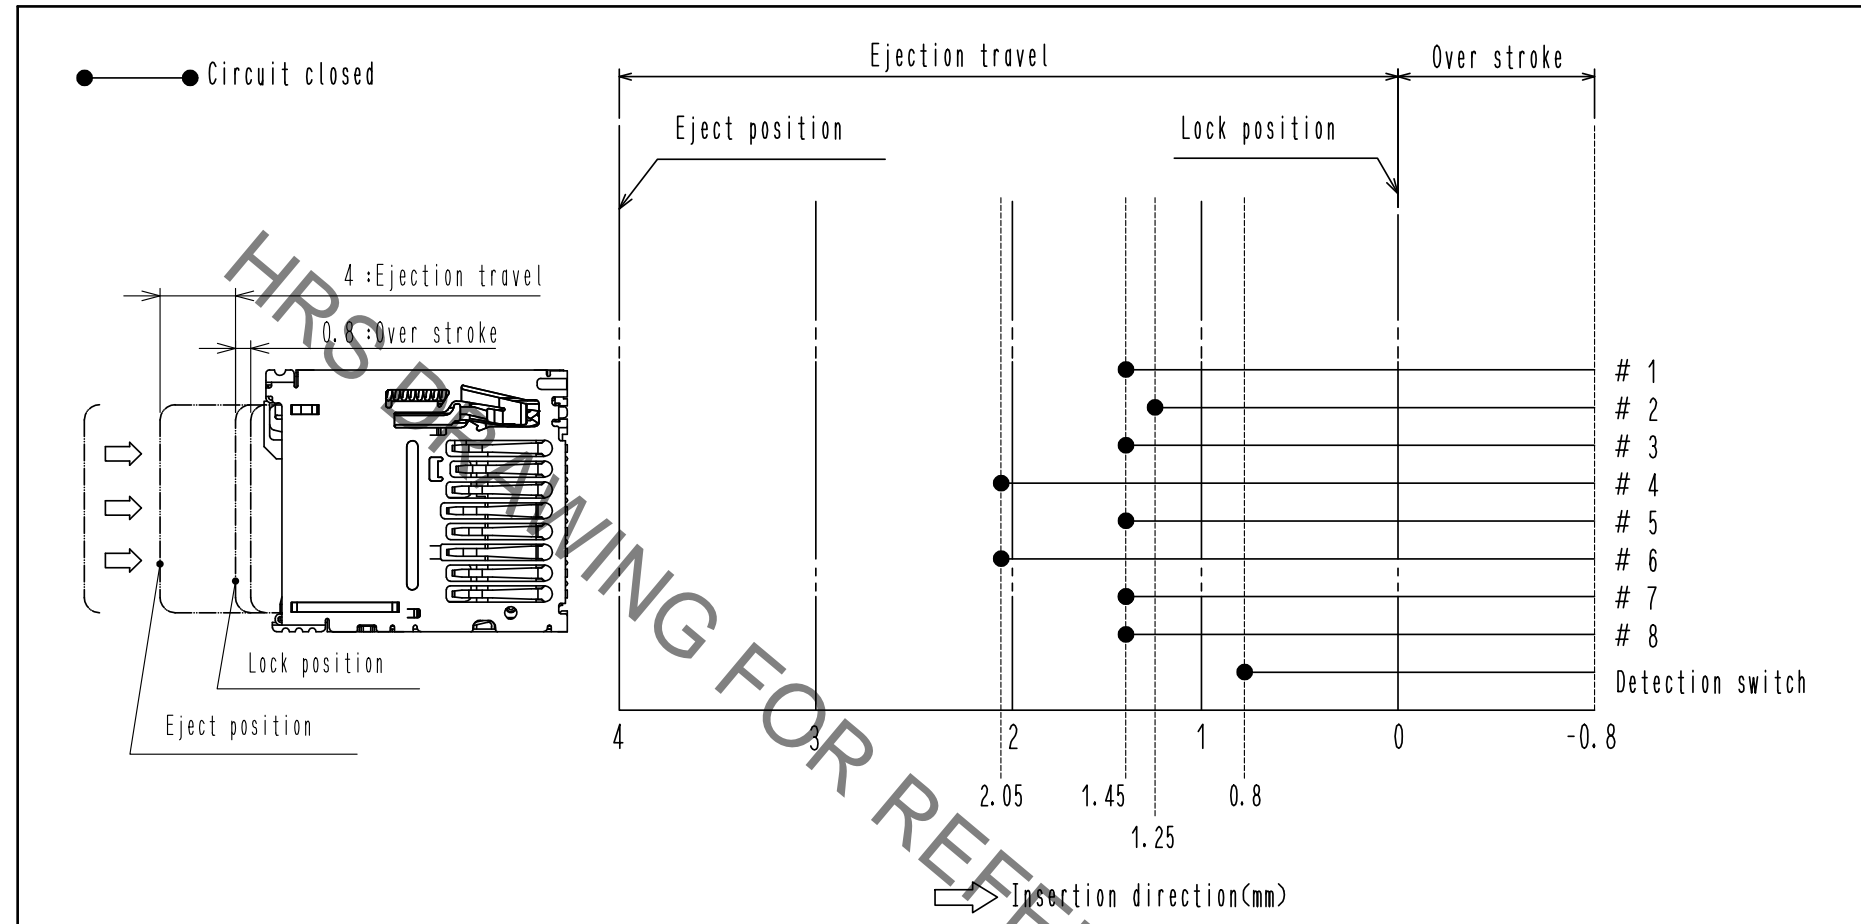 Circuit closed
Ejection travel
Over stroke
Eject position
Lock position
4 :Ejection travel
0.8 :Over stroke
# 1
# 2
# 3
# 4
# 5
# 6
# 7
# 8
Detection switch
Lock position
Eject position
4
3
2
1
0
-0.8
2.05
1.45
0.8
1.25
Insertion direction(mm)
HRS DRAWING FOR REFE